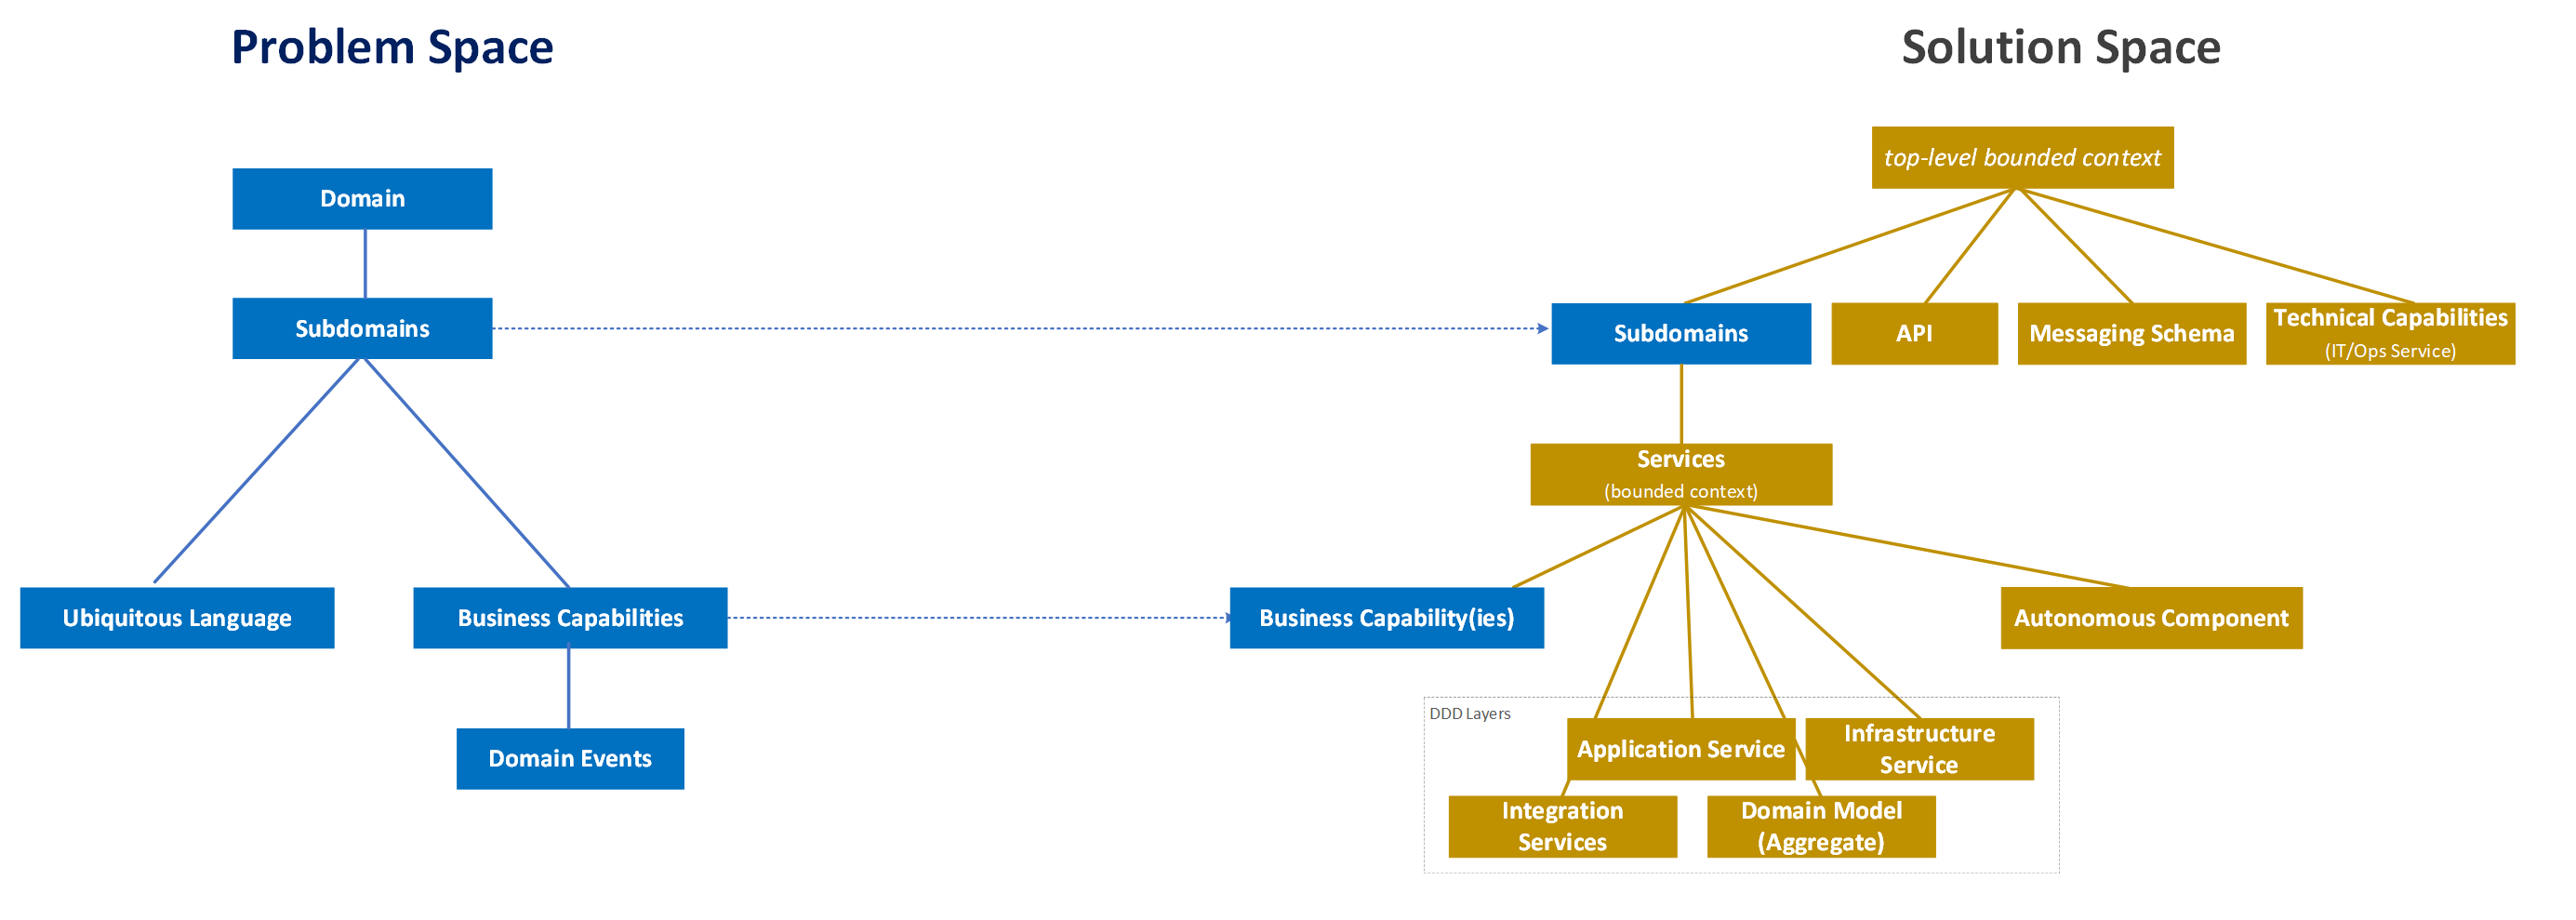 Problem Space
Solution Space
top-level bounded context
Domain
Subdomains
Subdomains
API
Messaging Schema
Technical Capabilities
(IT/Ops Service)
Services
(bounded context)
Ubiquitous Language
Business Capabilities
Business Capability(ies)
Autonomous Component
DDD Layers
Domain Events
Application Service
Infrastructure
Service
Integration
Services
Domain Model
(Aggregate)